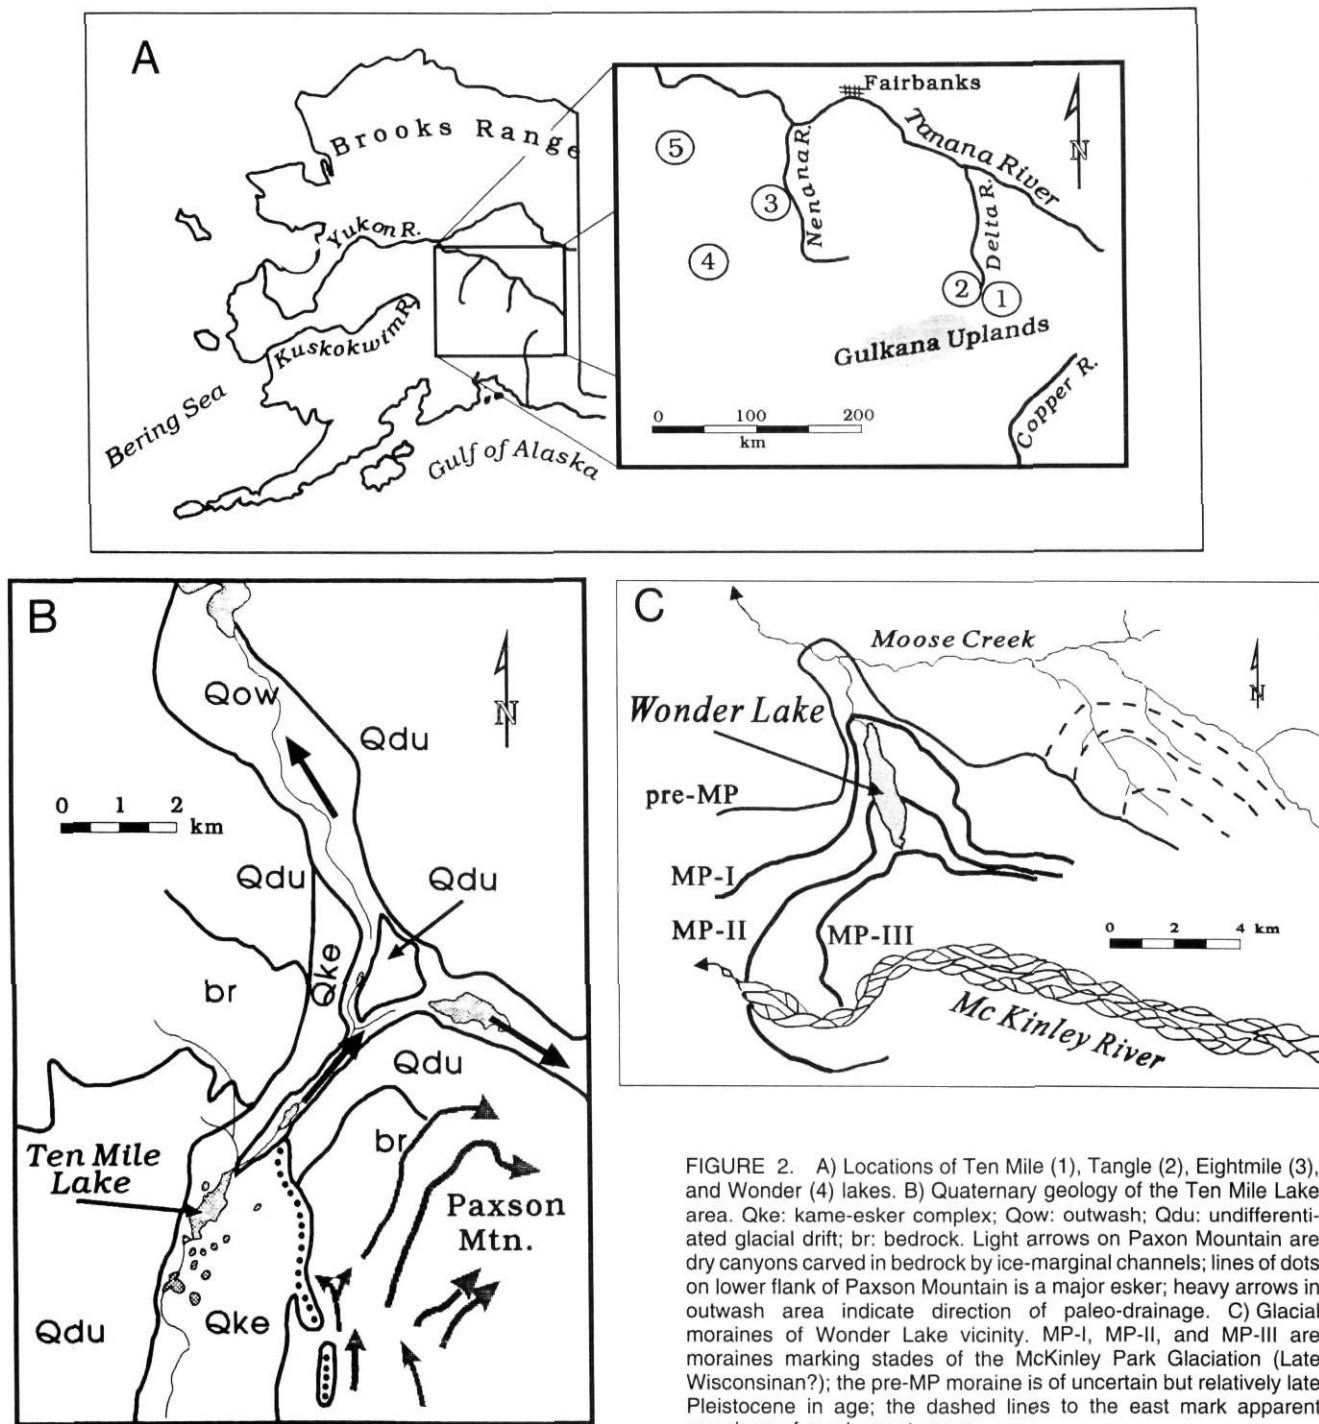 A
Brooks Range
Yukon R.
Kuskokwim R.
Bering Sea
Gulf of Alaska
Fairbanks
Tanana River
Nenana R.
Delta R.
N
5
3
4
2
1
Gulkana Uplands
Copper R.
0 100 200
km
B
Qow
Qdu
N
0 1 2
km
Qdu
Qdu
Qke
br
Qdu
br
Ten Mile
Lake
Paxson
Mtn.
Qdu
Qke
C
Moose Creek
Wonder Lake
N
pre-MP
MP-I
MP-II
MP-III
0 2 4 km
Mc Kinley River
FIGURE 2. A) Locations of Ten Mile (1), Tangle (2), Eightmile (3),
and Wonder (4) lakes. B) Quaternary geology of the Ten Mile Lake
area. Qke: kame-esker complex; Qow: outwash; Qdu: undifferenti-
ated glacial drift; br: bedrock. Light arrows on Paxon Mountain are
dry canyons carved in bedrock by ice-marginal channels; lines of dots
on lower flank of Paxson Mountain is a major esker; heavy arrows in
outwash area indicate direction of paleo-drainage. C) Glacial
moraines of Wonder Lake vicinity. MP-I, MP-II, and MP-III are
moraines marking stades of the McKinley Park Glaciation (Late
Wisconsinan?); the pre-MP moraine is of uncertain but relatively late
Pleistocene in age; the dashed lines to the east mark apparent